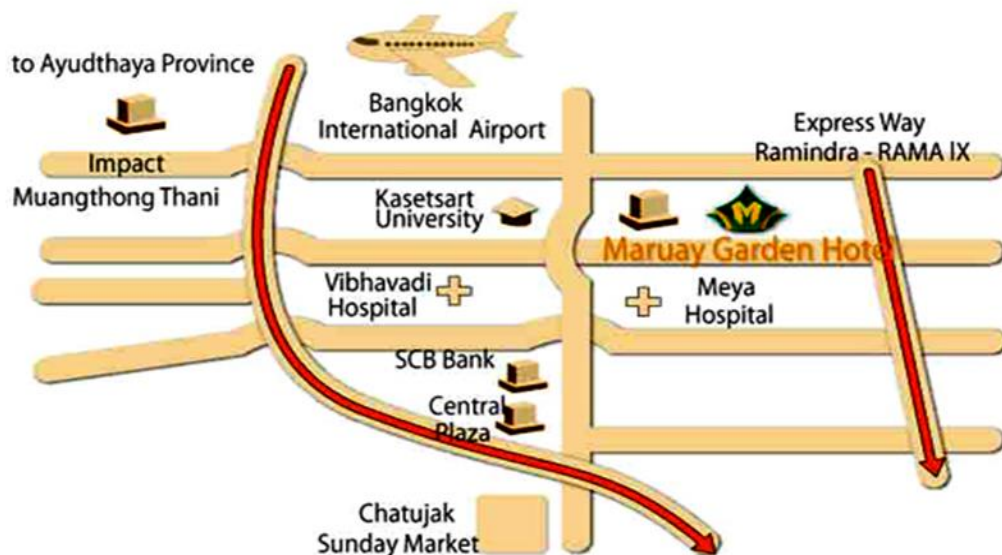 to Ayudthaya Province
Bangkok
International Airport
Express Way
Ramindra - RAMA IX
Impact
Muangthong Thani
Kasetsart
University
M
Maruay Garden Hotel
Vibhavadi
Hospital
Meya
Hospital
SCB Bank
Central
Plaza
Chatujak
Sunday Market